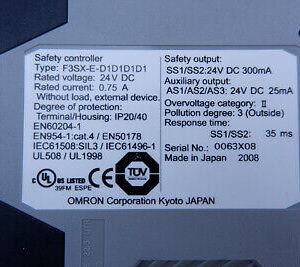 Safety controller
Type: F3SX-E-D1D1D1D1
Rated voltage: 24V DC
Rated current: 0.75 A
Without load, external device.
Degree of protection:
Terminal/Housing: IP20/40
EN60204-1
EN954-1:cat.4 / EN50178
IEC61508:SIL3 / IEC61496-1
UL508 / UL1998
Safety output:
SS1/SS2:24V DC 300mA
Auxiliary output:
AS1/AS2/AS3: 24V DC 25mA
Overvoltage category: II
Pollution degree: 3 (Outside)
Response time:
SS1/SS2: 35 ms
Serial No.: 0063X08
Made in JAPAN 2008
c UL US LISTED
39FM ESPE
TÜV
OMRON Corporation Kyoto JAPAN